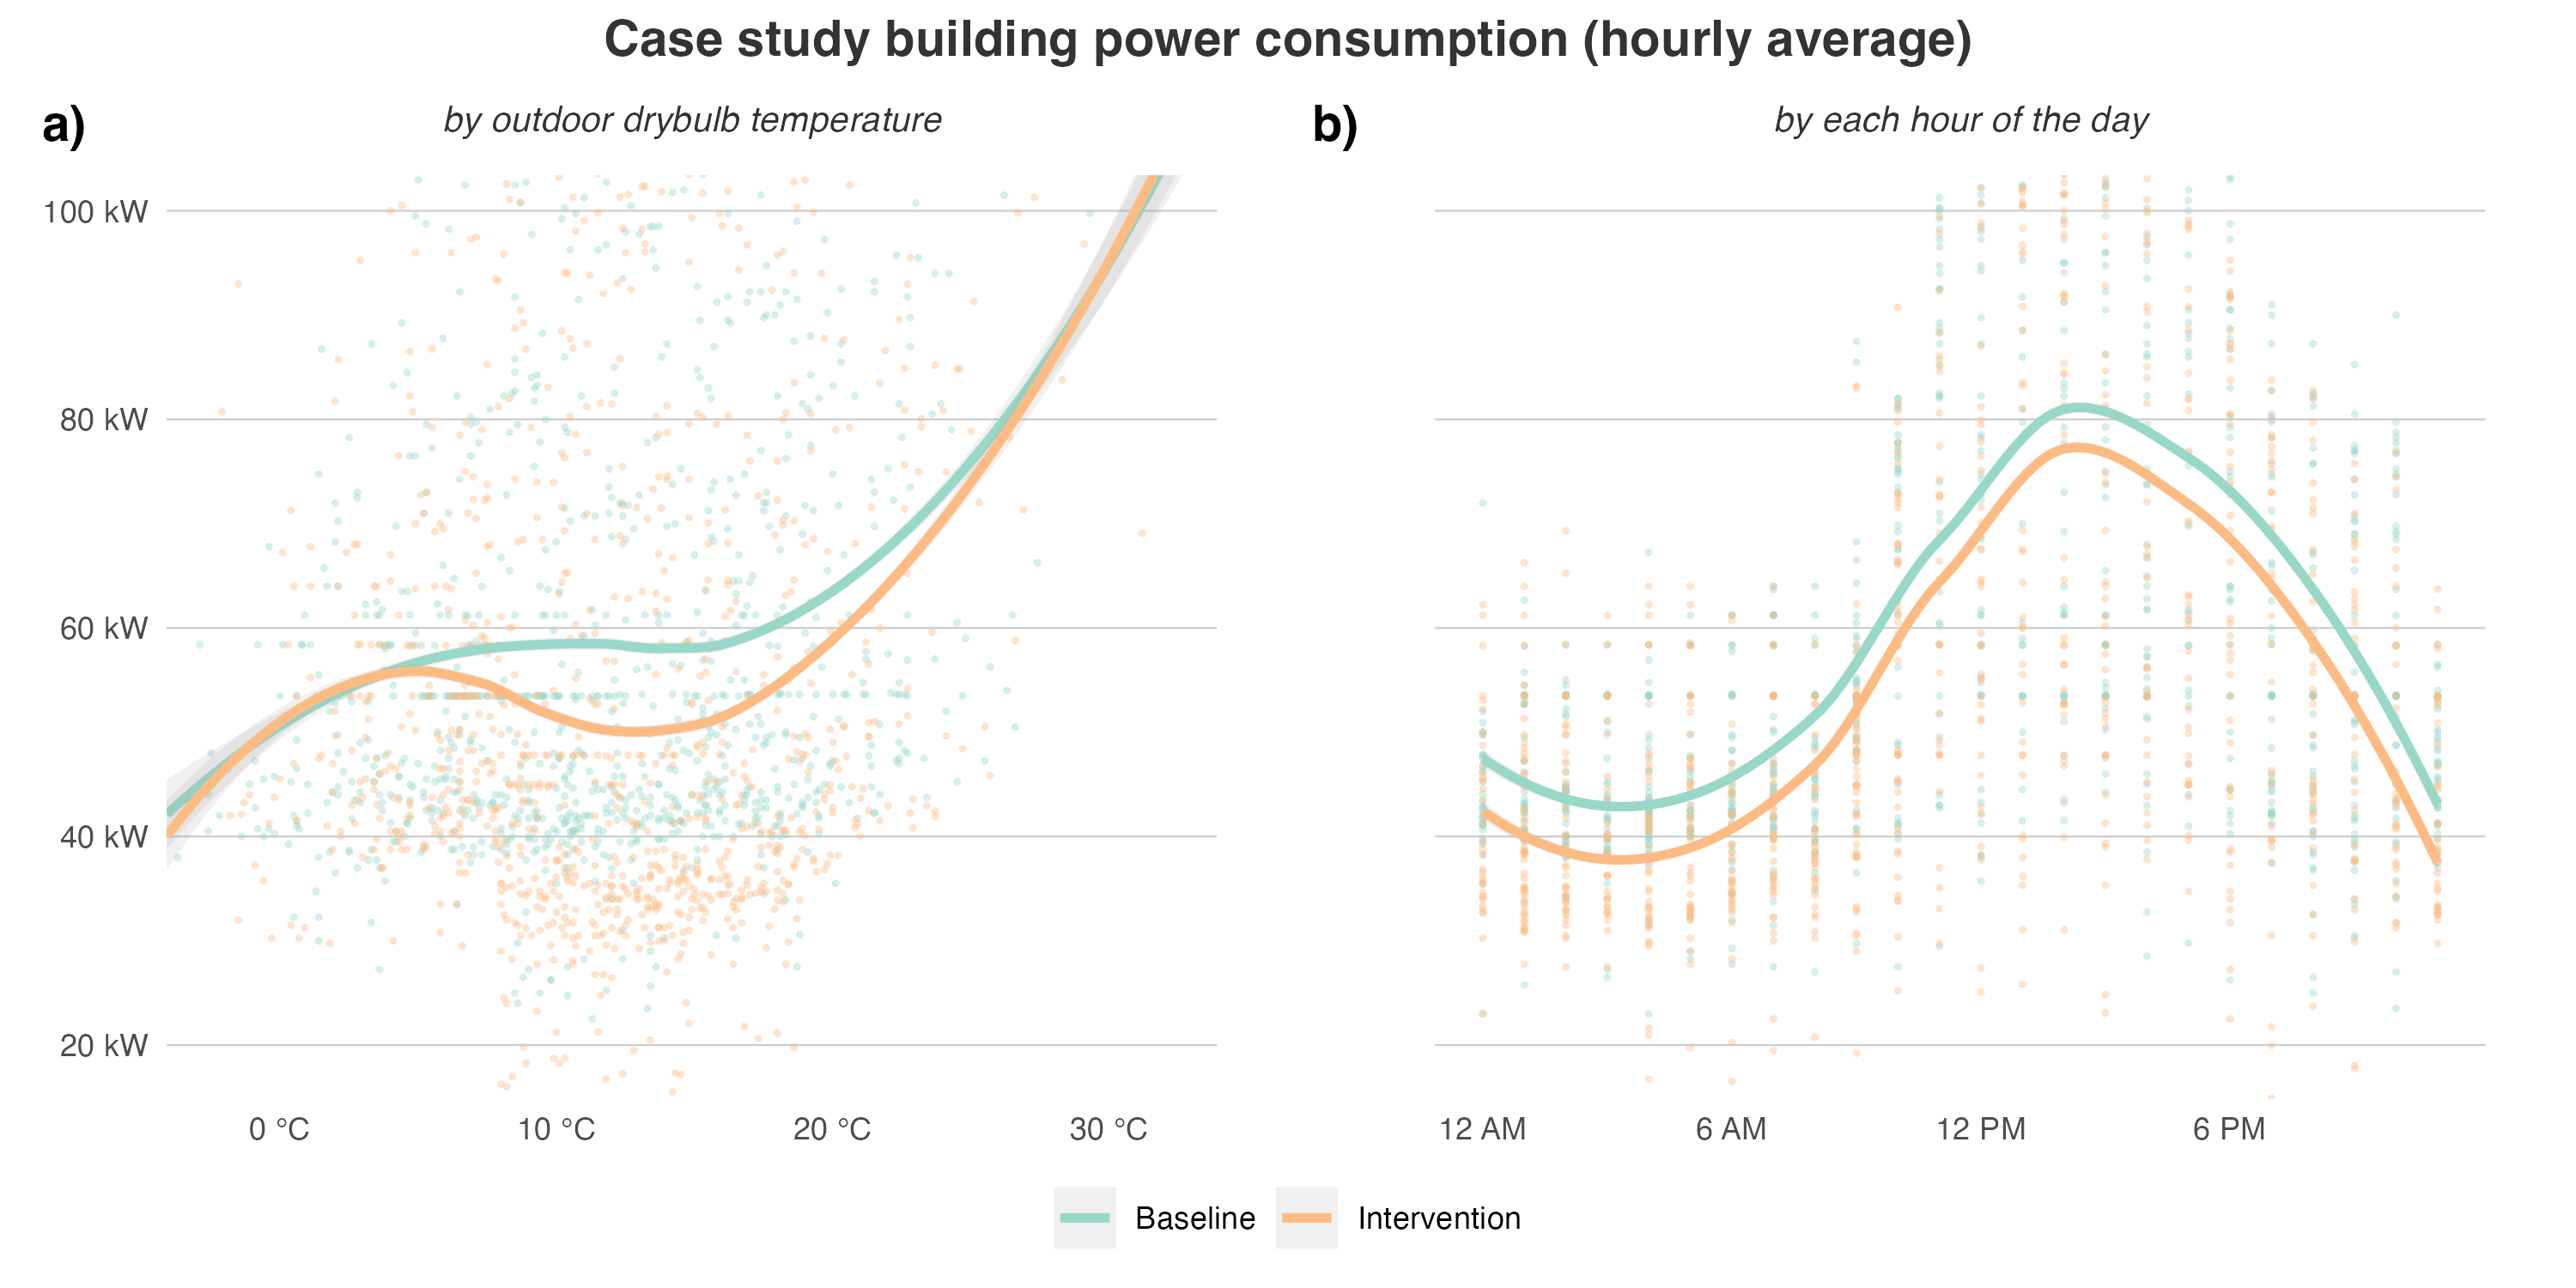 Case study building power consumption (hourly average)
a)
by outdoor drybulb temperature
b)
by each hour of the day
100 kW
80 kW
60 kW
40 kW
20 kW
0 °C
10 °C
20 °C
30 °C
12 AM
6 AM
12 PM
6 PM
Baseline
Intervention